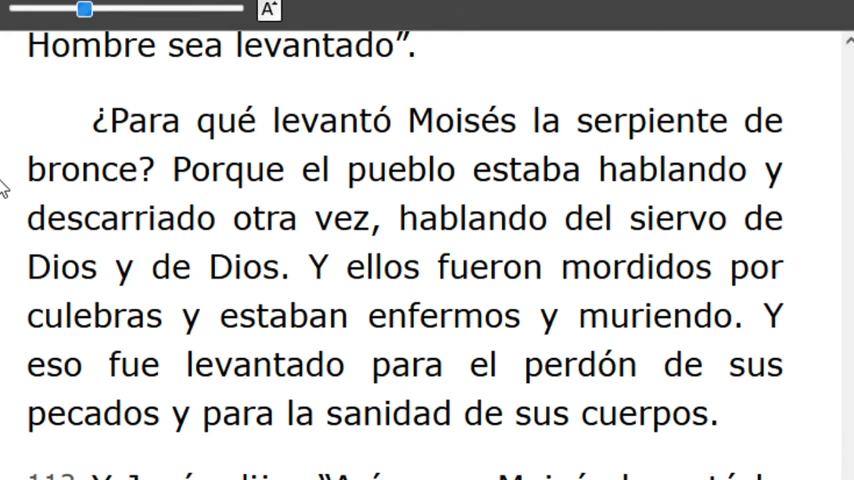 A
Hombre sea levantado”.
¿Para qué levantó Moisés la serpiente de
bronce? Porque el pueblo estaba hablando y
descarriado otra vez, hablando del siervo de
Dios y de Dios. Y ellos fueron mordidos por
culebras y estaban enfermos y muriendo. Y
eso fue levantado para el perdón de sus
pecados y para la sanidad de sus cuerpos.